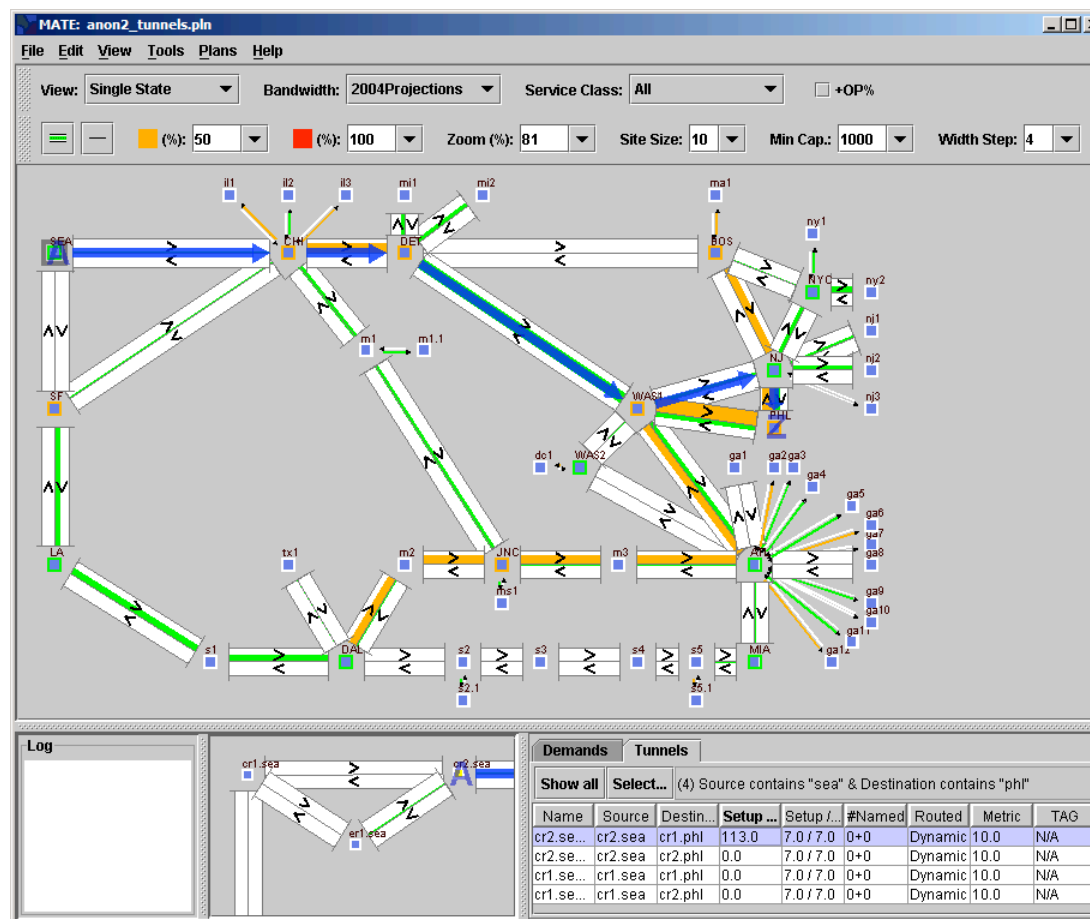 MATE: anon2_tunnels.pln
File Edit View Tools Plans Help
View: Single State Bandwidth: 2004Projections Service Class: All +OP%
(%): 50 (%): 100 Zoom (%): 81 Site Size: 10 Min Cap.: 1000 Width Step: 4
il1 il2 il3 mi1 mi2 ma1
ny1
SEA CHI DET BOS
A
NYC ny2
nj1
m1 m1.1 NJ nj2
SF WAS1 nj3
PHL
Z
dc1 WAS2 ga1 ga2 ga3
ga4
ga5
ga6
ga7
LA tx1 m2 JNC m3 ga8
ms1 ga9
ga10
ga11
s1 DAL s2 s3 s4 s5 MIA ga12
s2.1 s5.1
Log
cr1.sea cr2.sea
A
er1.sea
Demands Tunnels
Show all Select... (4) Source contains "sea" & Destination contains "phl"
Name Source Destin... Setup ... Setup /... #Named Routed Metric TAG
cr2.se... cr2.sea cr1.phl 113.0 7.0 / 7.0 0+0 Dynamic 10.0 N/A
cr2.se... cr2.sea cr2.phl 0.0 7.0 / 7.0 0+0 Dynamic 10.0 N/A
cr1.se... cr1.sea cr1.phl 0.0 7.0 / 7.0 0+0 Dynamic 10.0 N/A
cr1.se... cr1.sea cr2.phl 0.0 7.0 / 7.0 0+0 Dynamic 10.0 N/A